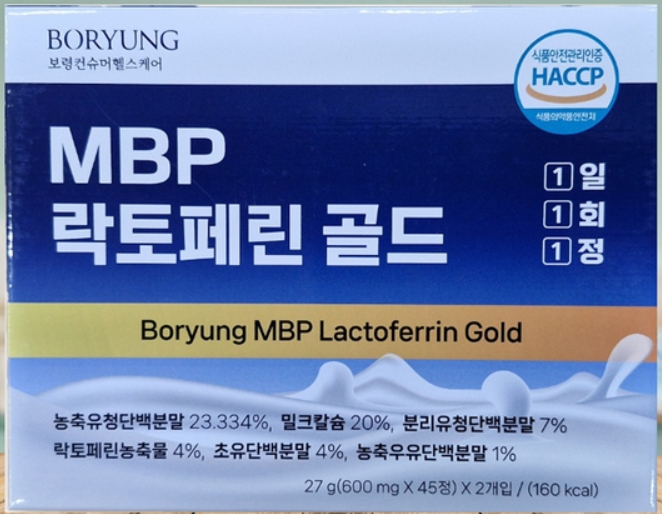 BORYUNG
보령컨슈머헬스케어
식품안전관리인증
HACCP
식품의약품안전처
MBP
락토페린 골드
1 일
1 회
1 정
Boryung MBP Lactoferrin Gold
농축유청단백분말 23.334%, 밀크칼슘 20%, 분리유청단백분말 7%
락토페린농축물 4%, 초유단백분말 4%, 농축우유단백분말 1%
27 g(600 mg X 45정) X 2개입 / (160 kcal)